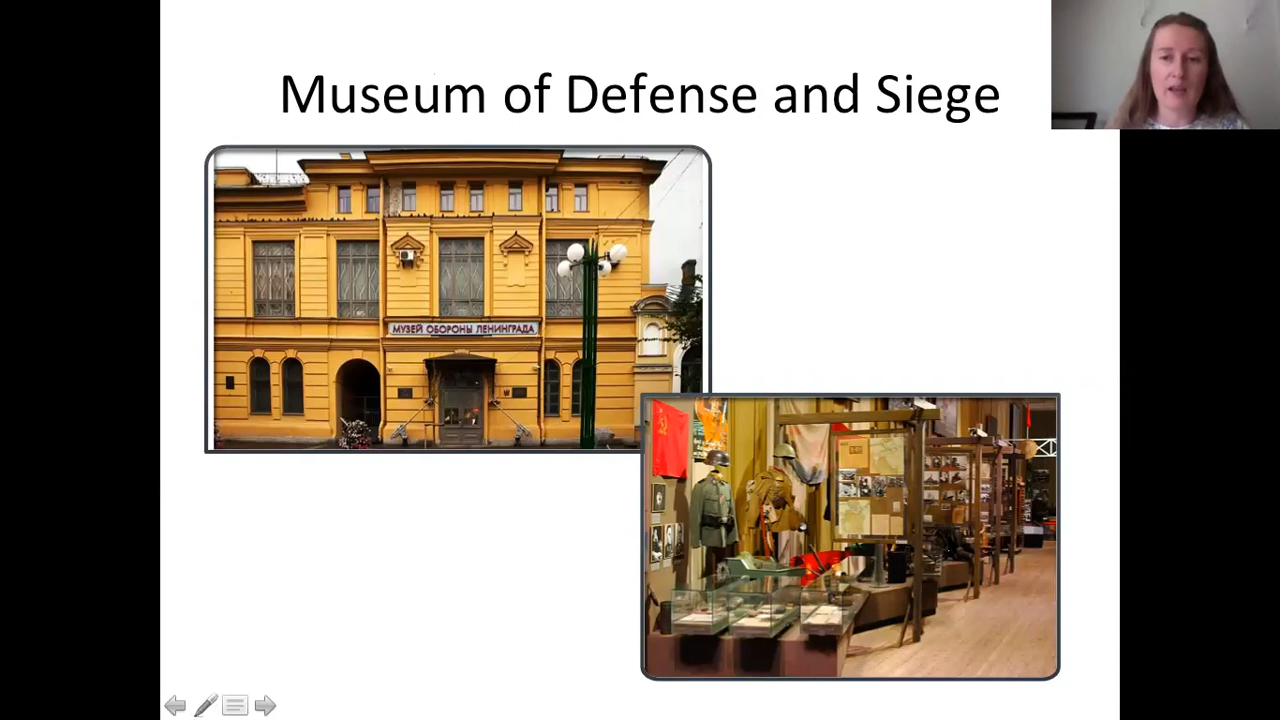 Museum of Defense and Siege
МУЗЕЙ ОБОРОНЫ ЛЕНИНГРАДА